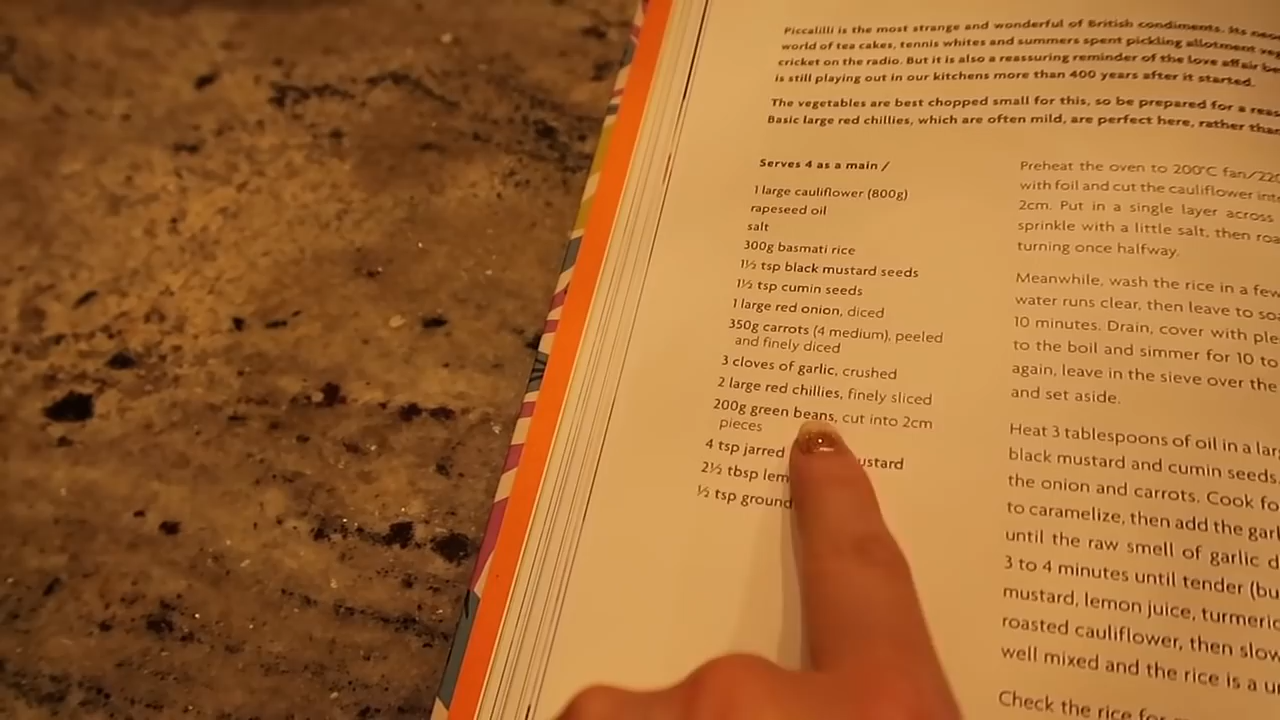 Piccalilli is the most strange and wonderful of British condiments. Its
world of tea cakes, tennis whites and summers spent pickling allotment
cricket on the radio. But it is also a reassuring reminder of the love affair
is still playing out in our kitchens more than 400 years after it started.
The vegetables are best chopped small for this, so be prepared for a
Basic large red chillies, which are often mild, are perfect here, rather
Serves 4 as a main /
1 large cauliflower (800g)
rapeseed oil
salt
300g basmati rice
1½ tsp black mustard seeds
1½ tsp cumin seeds
1 large red onion, diced
350g carrots (4 medium), peeled
and finely diced
3 cloves of garlic, crushed
2 large red chillies, finely sliced
200g green beans, cut into 2cm
pieces
4 tsp jarred
2½ tbsp
½ tsp ground
Preheat the oven to 200°C fan/
with foil and cut the cauliflower
2cm. Put in a single layer across
sprinkle with a little salt, then
turning once halfway.
Meanwhile, wash the rice in a few
water runs clear, then leave to
10 minutes. Drain, cover with
to the boil and simmer for 10 to
again, leave in the sieve over the
and set aside.
Heat 3 tablespoons of oil in a
black mustard and cumin seeds.
the onion and carrots. Cook
to caramelize, then add the
until the raw smell of garlic
3 to 4 minutes until tender
mustard, lemon juice, turmeric
roasted cauliflower, then
well mixed and the rice is a
Check the rice for